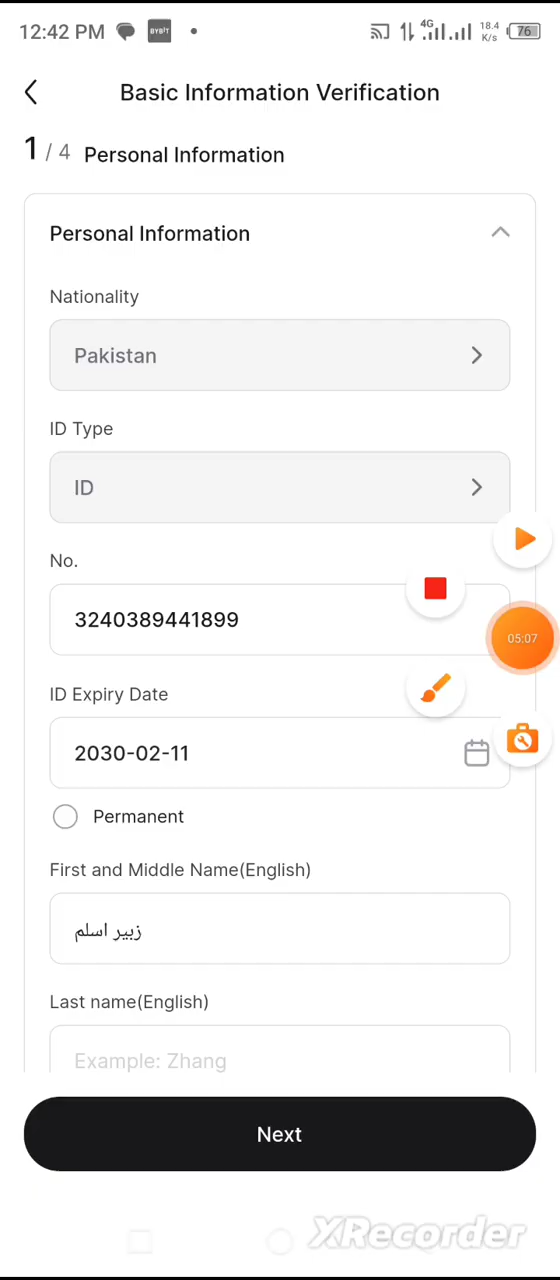 12:42 PM BYBIT 4G 18.4 K/s 76
Basic Information Verification
1 / 4 Personal Information
Personal Information
Nationality
Pakistan
ID Type
ID
No.
3240389441899
05:07
ID Expiry Date
2030-02-11
Permanent
First and Middle Name(English)
زبیر اسلم
Last name(English)
Example: Zhang
Next
XRecorder